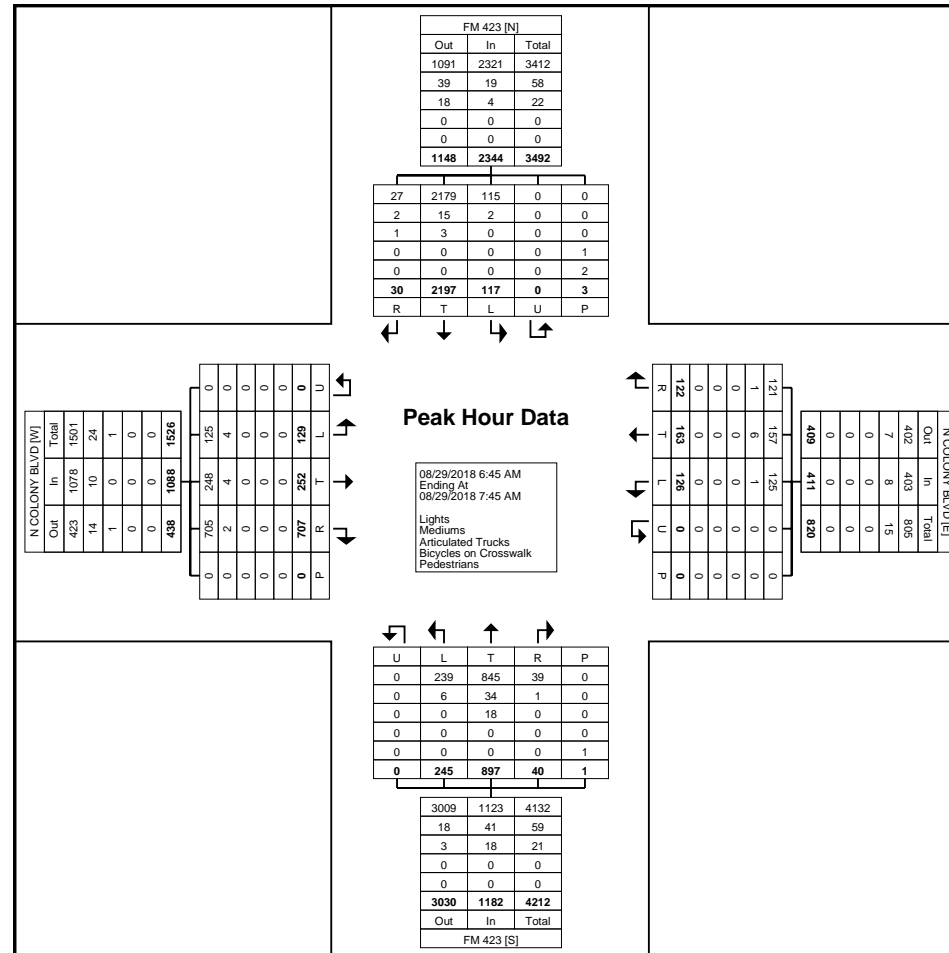 FM 423 [N]
Out In Total
1091 2321 3412
39 19 58
18 4 22
0 0 0
0 0 0
1148 2344 3492
27 2179 115 0 0
2 15 2 0 0
1 3 0 0 0
0 0 0 0 1
0 0 0 0 2
30 2197 117 0 3
R T L U P
N COLONY BLVD [W]
Out In Total
423 1078 1501
14 10 24
1 0 1
0 0 0
0 0 0
438 1088 1526
0 705 248 125 0
0 2 4 4 0
0 0 0 0 0
0 0 0 0 0
0 0 0 0 0
0 707 252 129 0
P R T L U
Peak Hour Data
08/29/2018 6:45 AM
Ending At
08/29/2018 7:45 AM
Lights
Mediums
Articulated Trucks
Bicycles on Crosswalk
Pedestrians
N COLONY BLVD [E]
Out In Total
402 403 805
7 8 15
0 0 0
0 0 0
0 0 0
409 411 820
121 157 125 0 0
1 6 1 0 0
0 0 0 0 0
0 0 0 0 0
0 0 0 0 0
122 163 126 0 0
R T L U P
U L T R P
0 239 845 39 0
0 6 34 1 0
0 0 18 0 0
0 0 0 0 0
0 0 0 0 1
0 245 897 40 1
3009 1123 4132
18 41 59
3 18 21
0 0 0
0 0 0
3030 1182 4212
Out In Total
FM 423 [S]